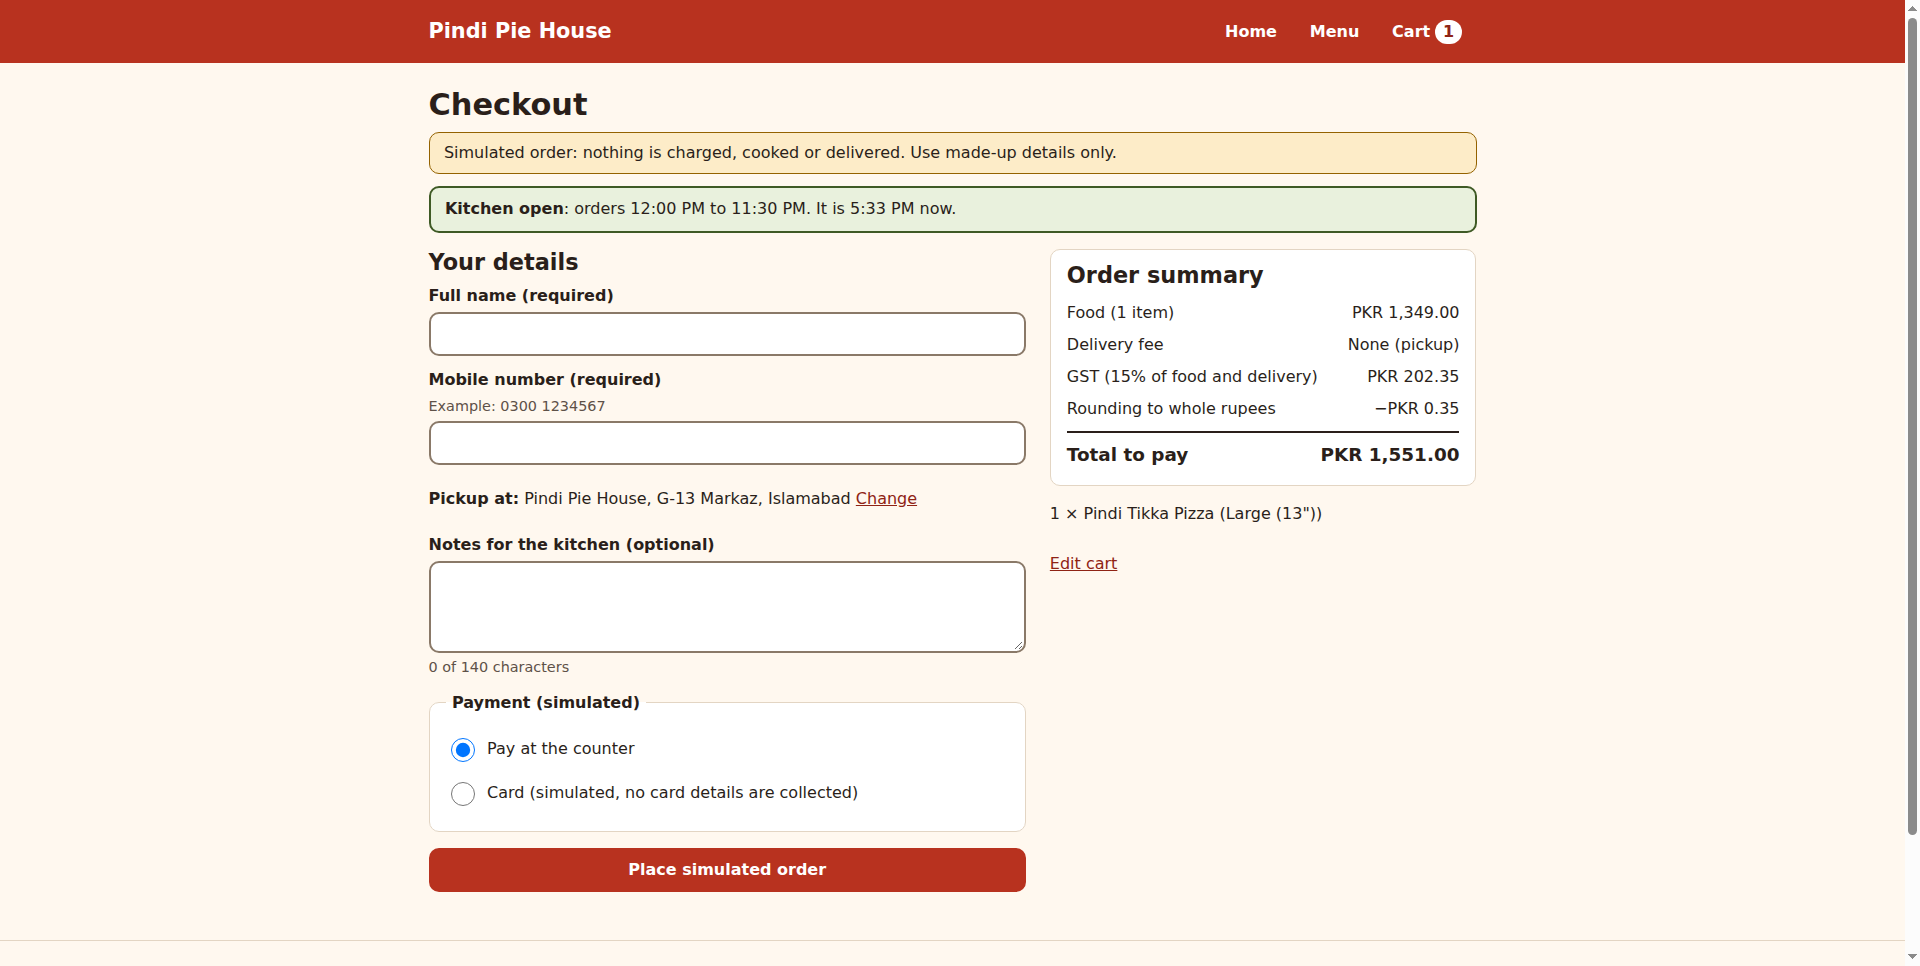 Pindi Pie House
Home Menu Cart 1
Checkout
Simulated order: nothing is charged, cooked or delivered. Use made-up details only.
Kitchen open: orders 12:00 PM to 11:30 PM. It is 5:33 PM now.
Your details
Full name (required)
Mobile number (required)
Example: 0300 1234567
Pickup at: Pindi Pie House, G-13 Markaz, Islamabad Change
Notes for the kitchen (optional)
0 of 140 characters
Payment (simulated)
Pay at the counter
Card (simulated, no card details are collected)
Place simulated order
Order summary
Food (1 item) PKR 1,349.00
Delivery fee None (pickup)
GST (15% of food and delivery) PKR 202.35
Rounding to whole rupees −PKR 0.35
Total to pay PKR 1,551.00
1 × Pindi Tikka Pizza (Large (13"))
Edit cart